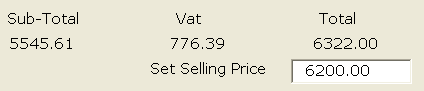 Sub-Total Vat Total
5545.61 776.39 6322.00
Set Selling Price 6200.00